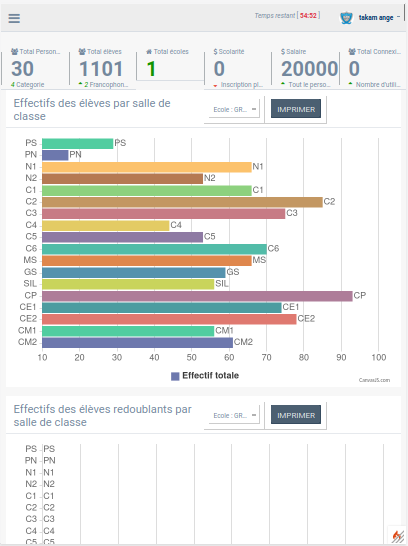 Temps restant [ 54:52 ]
takam ange
Total Person...
30
4 Catégorie
Total élèves
1101
2 Francophon...
Total écoles
1
$ Scolarité
0
Inscription pl...
$ Salaire
20000
Tout le perso...
Total Connexi...
0
Nombre d'utili...
Effectifs des élèves par salle de
classe
Ecole : GR...
IMPRIMER
PS PS
PN PN
N1 N1
N2 N2
C1 C1
C2 C2
C3 C3
C4 C4
C5 C5
C6 C6
MS MS
GS GS
SIL SIL
CP CP
CE1 CE1
CE2 CE2
CM1 CM1
CM2 CM2
10 20 30 40 50 60 70 80 90 100
Effectif totale
CanvasJS.com
Effectifs des élèves redoublants par
salle de classe
Ecole : GR...
IMPRIMER
PS PS
PN PN
N1 N1
N2 N2
C1 C1
C2 C2
C3 C3
C4 C4
C5 C5